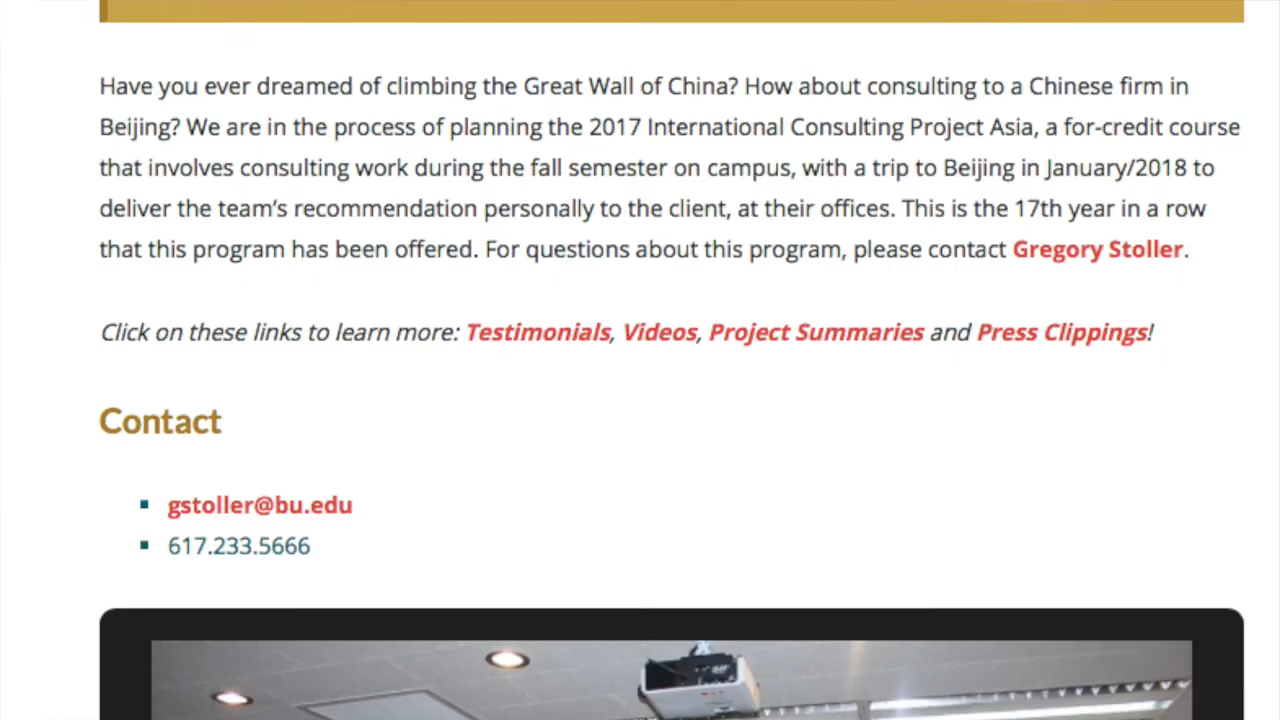 Have you ever dreamed of climbing the Great Wall of China? How about consulting to a Chinese firm in
Beijing? We are in the process of planning the 2017 International Consulting Project Asia, a for-credit course
that involves consulting work during the fall semester on campus, with a trip to Beijing in January/2018 to
deliver the team’s recommendation personally to the client, at their offices. This is the 17th year in a row
that this program has been offered. For questions about this program, please contact Gregory Stoller.
Click on these links to learn more: Testimonials, Videos, Project Summaries and Press Clippings!
Contact
gstoller@bu.edu
617.233.5666